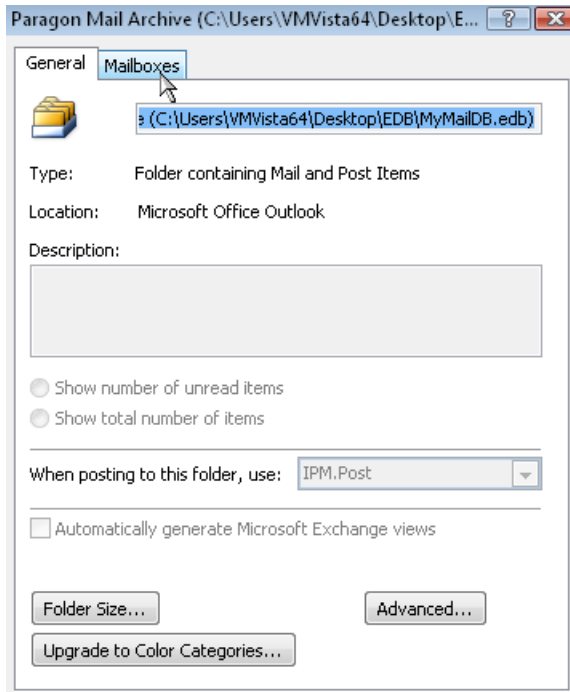 Paragon Mail Archive (C:\Users\VMVista64\Desktop\E...
General Mailboxes
e (C:\Users\VMVista64\Desktop\EDB\MyMailDB.edb)
Type: Folder containing Mail and Post Items
Location: Microsoft Office Outlook
Description:
Show number of unread items
Show total number of items
When posting to this folder, use: IPM.Post
Automatically generate Microsoft Exchange views
Folder Size... Advanced...
Upgrade to Color Categories...